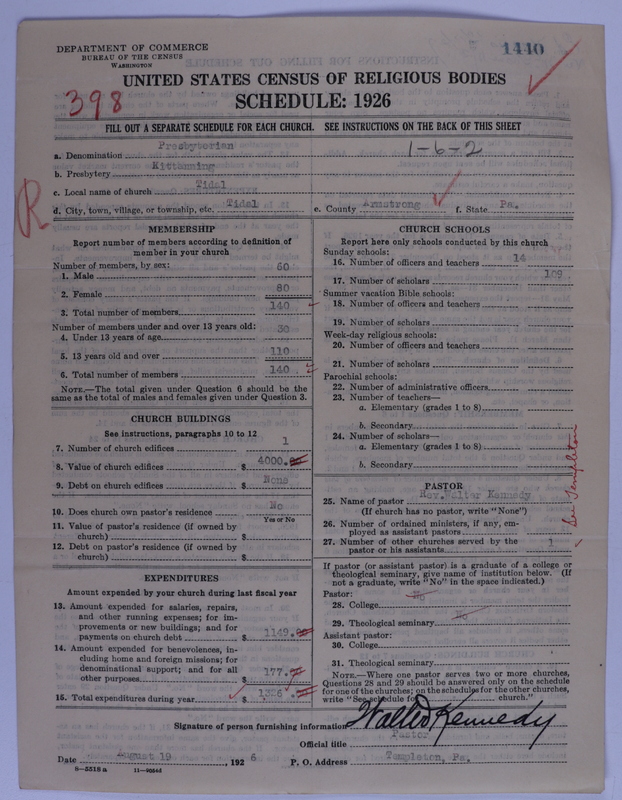 DEPARTMENT OF COMMERCE
BUREAU OF THE CENSUS
WASHINGTON
1440
UNITED STATES CENSUS OF RELIGIOUS BODIES
398
SCHEDULE: 1926
FILL OUT A SEPARATE SCHEDULE FOR EACH CHURCH. SEE INSTRUCTIONS ON THE BACK OF THIS SHEET
a. Denomination Presbyterian 1-6-2
b. Presbytery Kittanning
c. Local name of church Tidal
R
d. City, town, village, or township, etc. Tidal e. County Armstrong f. State Pa.
MEMBERSHIP
Report number of members according to definition of
member in your church
Number of members, by sex:
1. Male 60
2. Female 80
3. Total number of members 140
Number of members under and over 13 years old:
4. Under 13 years of age 30
5. 13 years old and over 110
6. Total number of members 140
NOTE.—The total given under Question 6 should be the
same as the total of males and females given under Question 3.
CHURCH BUILDINGS
See instructions, paragraphs 10 to 12
7. Number of church edifices 1
8. Value of church edifices $ 4000.
9. Debt on church edifices $ None
10. Does church own pastor's residence No
Yes or No
11. Value of pastor's residence (if owned by
church) $
12. Debt on pastor's residence (if owned by
church) $
EXPENDITURES
Amount expended by your church during last fiscal year
13. Amount expended for salaries, repairs,
and other running expenses; for im-
provements or new buildings; and for
payments on church debt $ 1149.
14. Amount expended for benevolences, in-
cluding home and foreign missions; for
denominational support; and for all
other purposes $ 177.
15. Total expenditures during year $ 1326.
CHURCH SCHOOLS
Report here only schools conducted by this church
Sunday schools:
16. Number of officers and teachers 14
17. Number of scholars 109
Summer vacation Bible schools:
18. Number of officers and teachers
19. Number of scholars
Week-day religious schools:
20. Number of officers and teachers
21. Number of scholars
Parochial schools:
22. Number of administrative officers
23. Number of teachers—
a. Elementary (grades 1 to 8)
b. Secondary
24. Number of scholars—
a. Elementary (grades 1 to 8)
b. Secondary
See Templeton
PASTOR
25. Name of pastor Rev. Walter Kennedy
(If church has no pastor, write "None")
26. Number of ordained ministers, if any, em-
ployed as assistant pastors
27. Number of other churches served by the
pastor or his assistants 1
If pastor (or assistant pastor) is a graduate of a college or
theological seminary, give name of institution below. (If
not a graduate, write "No" in the space indicated.)
Pastor:
28. College No
29. Theological seminary No
Assistant pastor:
30. College
31. Theological seminary
NOTE.—Where one pastor serves two or more churches,
Questions 28 and 29 should be answered only on the schedule
for one of the churches; on the schedules for the other churches,
write "See schedule for church."
Signature of person furnishing information Walter Kennedy
Official title Pastor
Date August 19, 1926 P. O. Address Templeton, Pa.
8-5518a